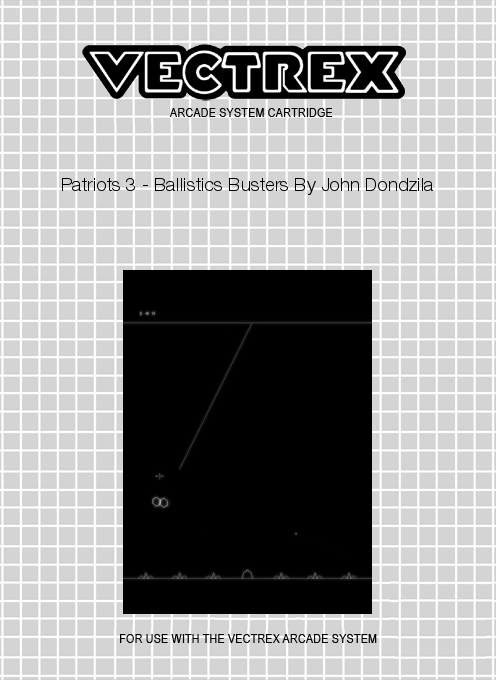 VECTREX
ARCADE SYSTEM CARTRIDGE
Patriots 3 - Ballistics Busters By John Dondzila
FOR USE WITH THE VECTREX ARCADE SYSTEM